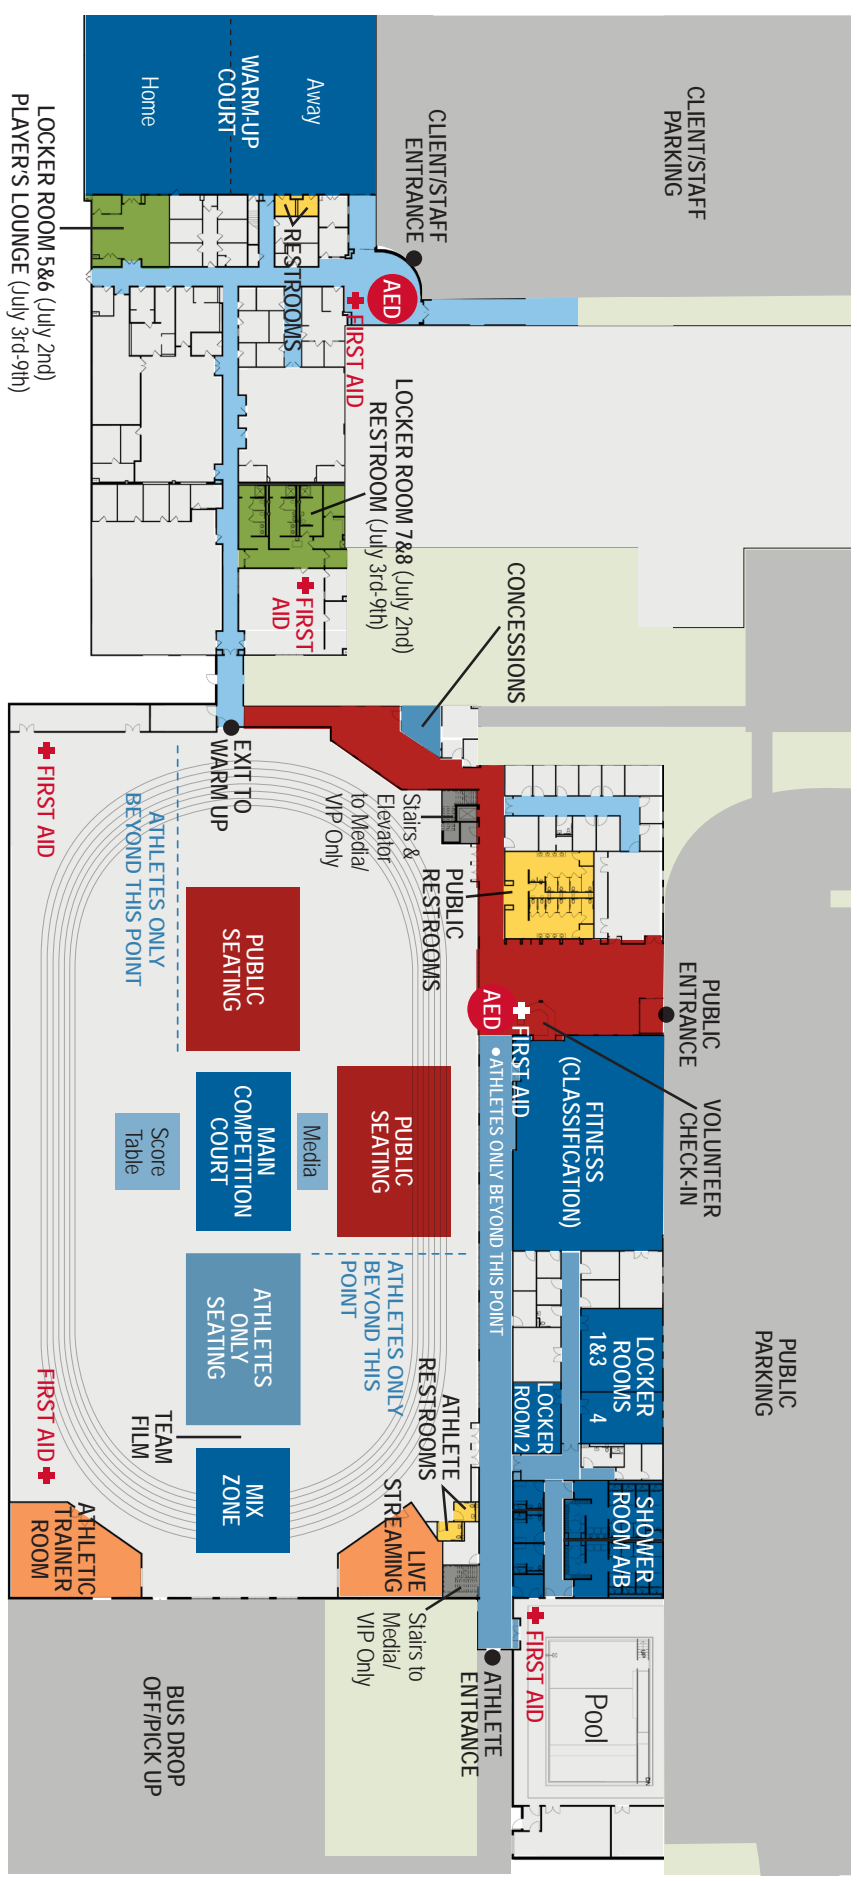 CLIENT/STAFF
PARKING
CLIENT/STAFF
ENTRANCE
Away
WARM-UP
COURT
Home
LOCKER ROOM 5&6 (July 2nd)
PLAYER'S LOUNGE (July 3rd-9th)
RESTROOMS
AED
FIRST AID
LOCKER ROOM 7&8 (July 2nd)
RESTROOM (July 3rd-9th)
FIRST
AID
CONCESSIONS
EXIT TO
WARM UP
FIRST AID
Stairs &
Elevator
to Media/
VIP Only
ATHLETES ONLY
BEYOND THIS POINT
PUBLIC
RESTROOMS
PUBLIC
ENTRANCE
PUBLIC
SEATING
AED
FIRST AID
VOLUNTEER
CHECK-IN
FITNESS
(CLASSIFICATION)
ATHLETES ONLY BEYOND THIS POINT
PUBLIC
SEATING
Media
MAIN
COMPETITION
COURT
Score
Table
PUBLIC
PARKING
ATHLETES ONLY
BEYOND THIS
POINT
ATHLETES
ONLY
SEATING
LOCKER
ROOMS
1&3
4
LOCKER
ROOM 2
ATHLETE
RESTROOMS
FIRST AID
TEAM
FILM
MIX
ZONE
SHOWER
ROOM A/B
LIVE
STREAMING
ATHLETIC
TRAINER
ROOM
Stairs to
Media/
VIP Only
FIRST AID
Pool
ATHLETE
ENTRANCE
BUS DROP
OFF/PICK UP